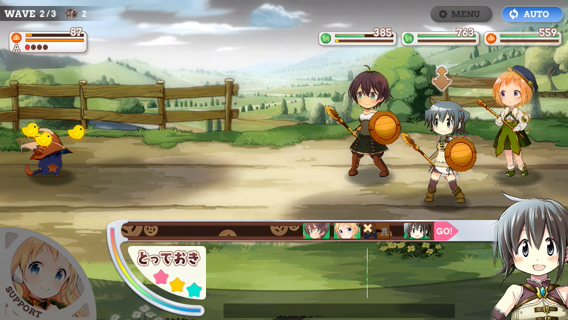 WAVE 2/3 2
MENU
AUTO
87
385
763
559
A
GO!
とっておき
SUPPORT